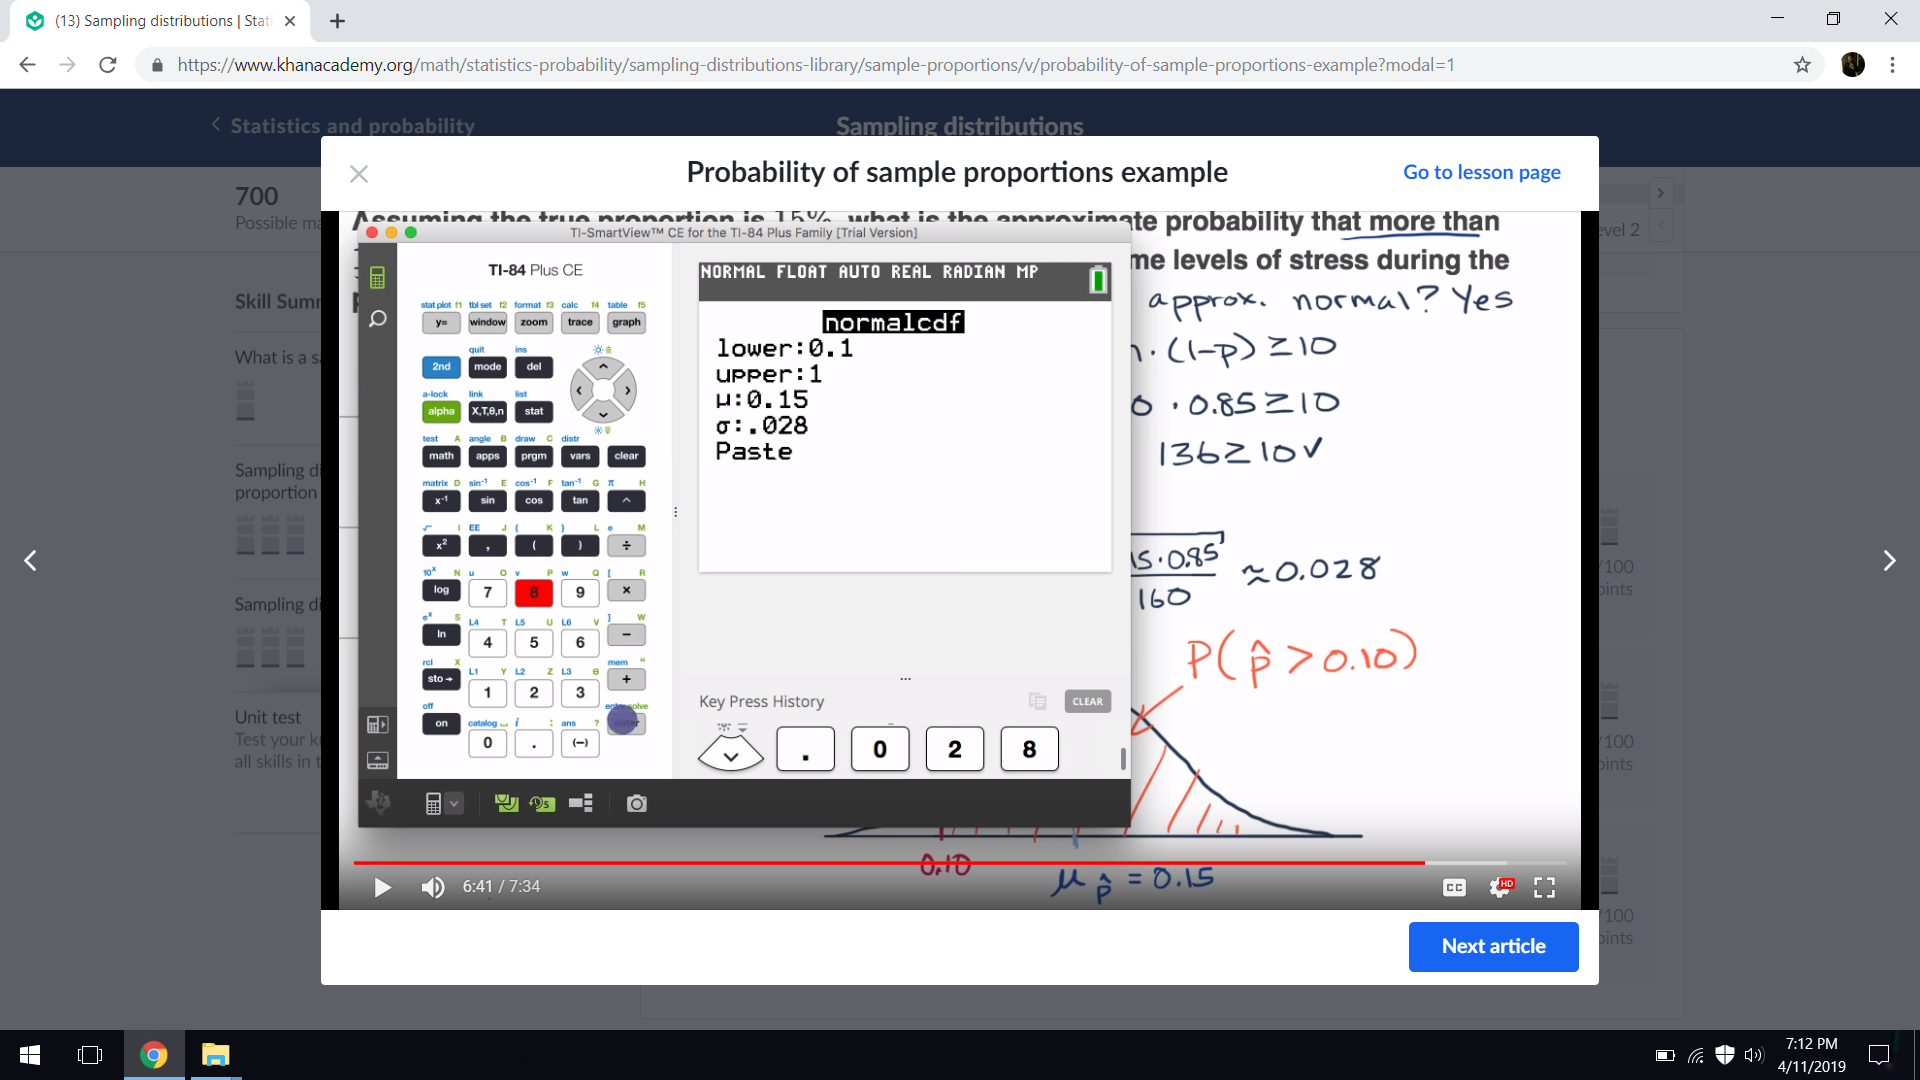 (13) Sampling distributions | Stati
https://www.khanacademy.org/math/statistics-probability/sampling-distributions-library/sample-proportions/v/probability-of-sample-proportions-example?modal=1
Statistics and probability
Sampling distributions
Probability of sample proportions example
Go to lesson page
700
Possible ma
Skill Summ
What is a sa
Sampling di
proportion
Sampling di
Unit test
Test your k
all skills in t
evel 2
/100
oints
/100
oints
/100
oints
Assuming the true proportion is 15%, what is the approximate probability that more than
me levels of stress during the
approx. normal? Yes
n · (1-p) ≥ 10
0 · 0.85 ≥ 10
136 ≥ 10 ✓
15 · 0.85
160
≈ 0.028
P( p̂ > 0.10)
0.10
μ p̂ = 0.15
TI-SmartView™ CE for the TI-84 Plus Family [Trial Version]
TI-84 Plus CE
stat plot f1 tbl set f2 format f3 calc f4 table f5
y= window zoom trace graph
quit ins
2nd mode del
a-lock link list
alpha X,T,θ,n stat
test A angle B draw C distr
math apps prgm vars clear
matrix D sin⁻¹ E cos⁻¹ F tan⁻¹ G π H
x⁻¹ sin cos tan ^
√ I EE J { K } L e M
x² , ( ) ÷
10ˣ N u O v P w Q [ R
log 7 8 9 ×
eˣ S L4 T L5 U L6 V ] W
ln 4 5 6 −
rcl X L1 Y L2 Z L3 θ mem "
sto→ 1 2 3 +
off catalog i : ans ? entry solve
on 0 . (−) enter
NORMAL FLOAT AUTO REAL RADIAN MP
normalcdf
lower:0.1
upper:1
μ:0.15
σ:.028
Paste
Key Press History
CLEAR
. 0 2 8
6:41 / 7:34
CC
HD
Next article
7:12 PM
4/11/2019